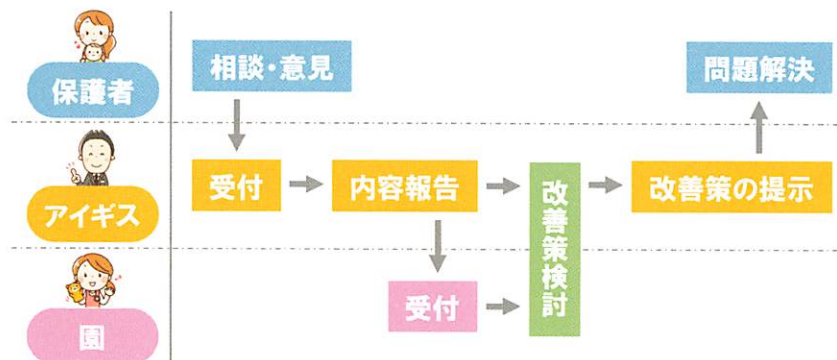 保護者
相談・意見
問題解決
アイギス
受付
内容報告
改善策検討
改善策の提示
園
受付